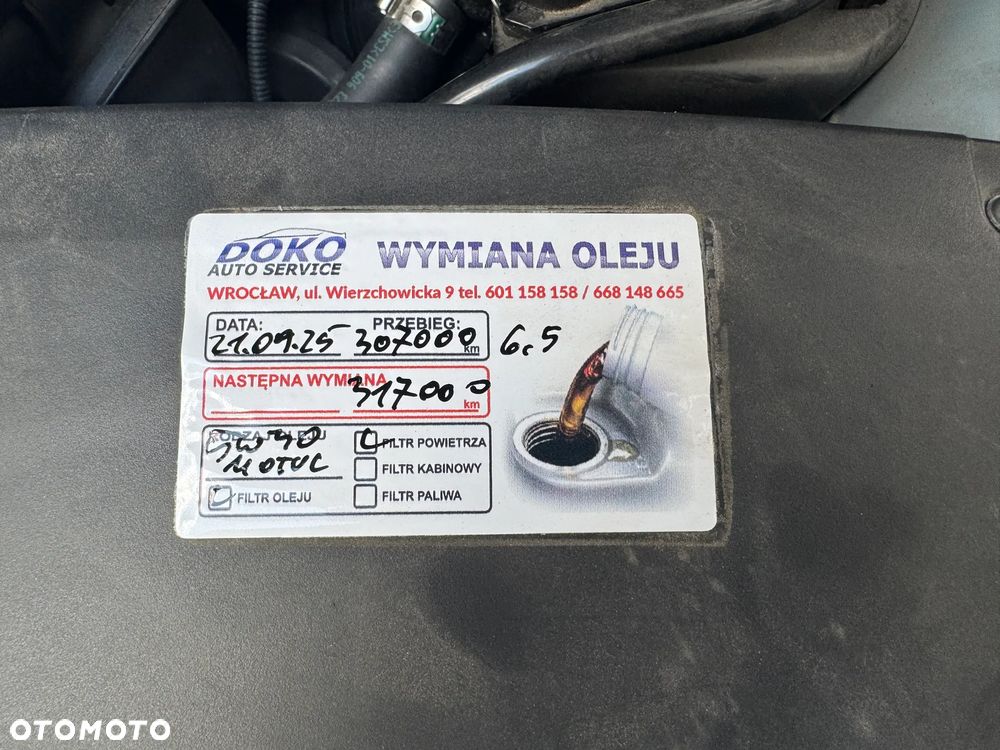 DOKO
AUTO SERVICE
WYMIANA OLEJU
WROCŁAW, ul. Wierzchowicka 9 tel. 601 158 158 / 668 148 665
DATA: PRZEBIEG:
21.09.25 307000 km 6.5
NASTĘPNA WYMIANA
317000 km
RODZAJ OLEJU
5W40
MOTUL
FILTR OLEJU
FILTR POWIETRZA
FILTR KABINOWY
FILTR PALIWA
OTOMOTO